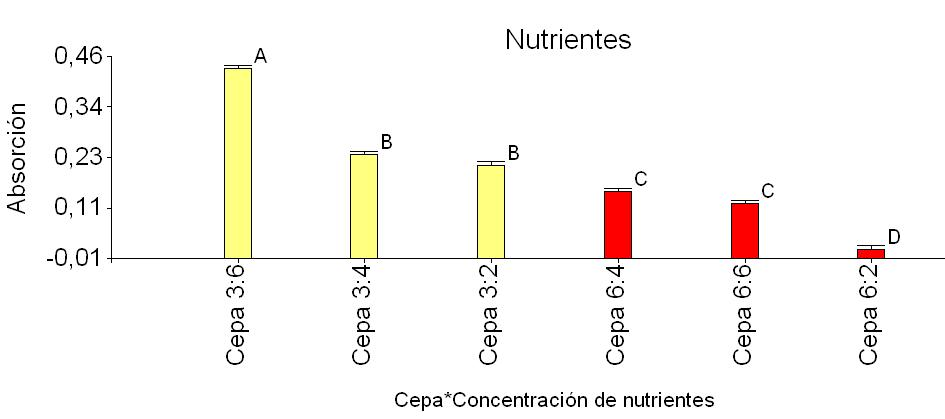 Nutrientes
0,46
0,34
0,23
0,11
-0,01
Absorción
A
B
B
C
C
D
Cepa 3:6
Cepa 3:4
Cepa 3:2
Cepa 6:4
Cepa 6:6
Cepa 6:2
Cepa*Concentración de nutrientes